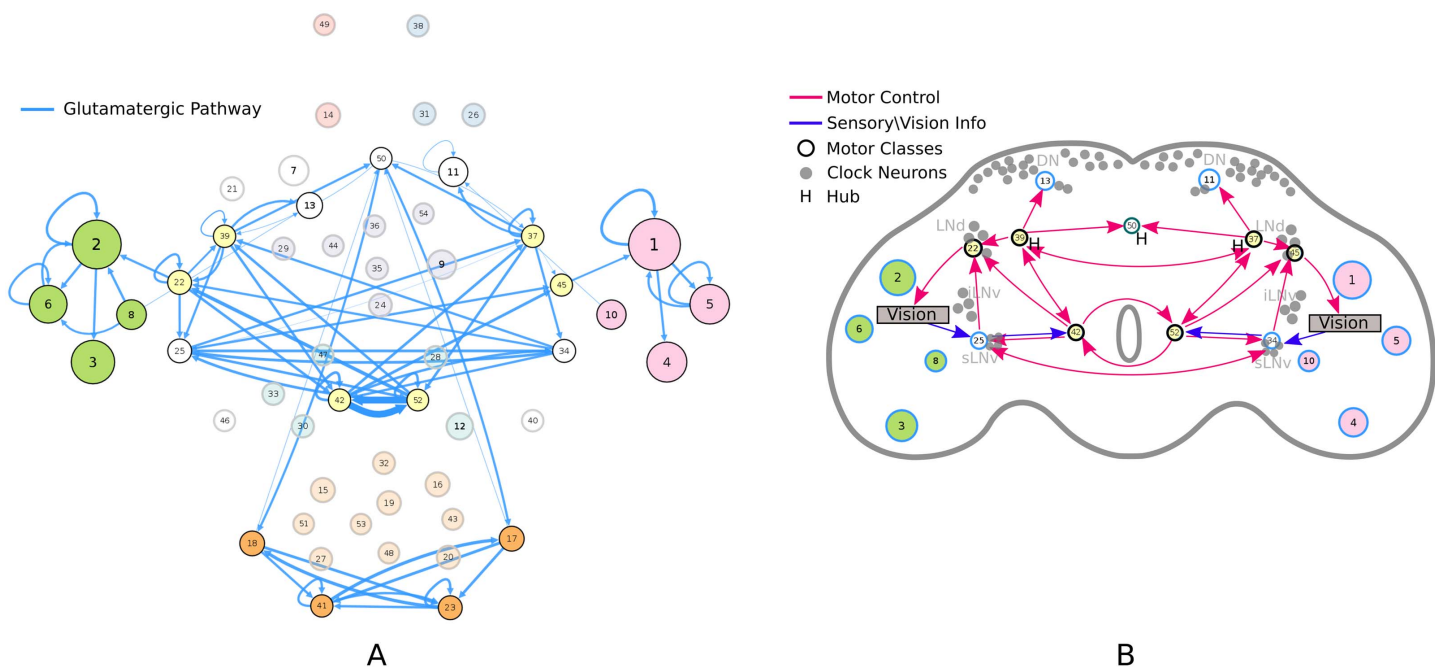 49 38
Glutamatergic Pathway
14 31 26
50
7 11
21
13
54
36
39 37
2 29 44 1
9
35
22 45
6 24 5
8 10
25 47 28 34
3 4
33 42 52
46 30 12 40
32
15 16
19
51 53 43
18 17
27 48 20
41 23
A
Motor Control
Sensory\Vision Info
Motor Classes
Clock Neurons
H Hub
DN DN
13 11
LNd 50 LNd
39 H H H 37
22 45
2 1
iLNv iLNv
Vision Vision
6 25 42 52 34 5
sLNv sLNv
8 10
3 4
B